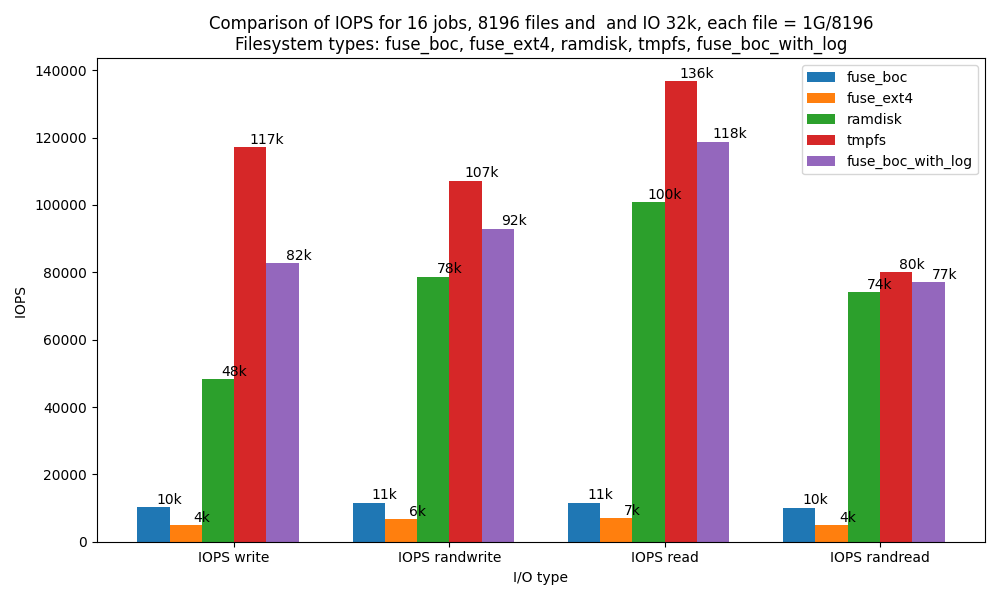 Comparison of IOPS for 16 jobs, 8196 files and  and IO 32k, each file = 1G/8196
Filesystem types: fuse_boc, fuse_ext4, ramdisk, tmpfs, fuse_boc_with_log
fuse_boc
fuse_ext4
ramdisk
tmpfs
fuse_boc_with_log
IOPS
140000
120000
100000
80000
60000
40000
20000
0
10k
4k
48k
117k
82k
11k
6k
78k
107k
92k
11k
7k
100k
136k
118k
10k
4k
74k
80k
77k
IOPS write
IOPS randwrite
IOPS read
IOPS randread
I/O type